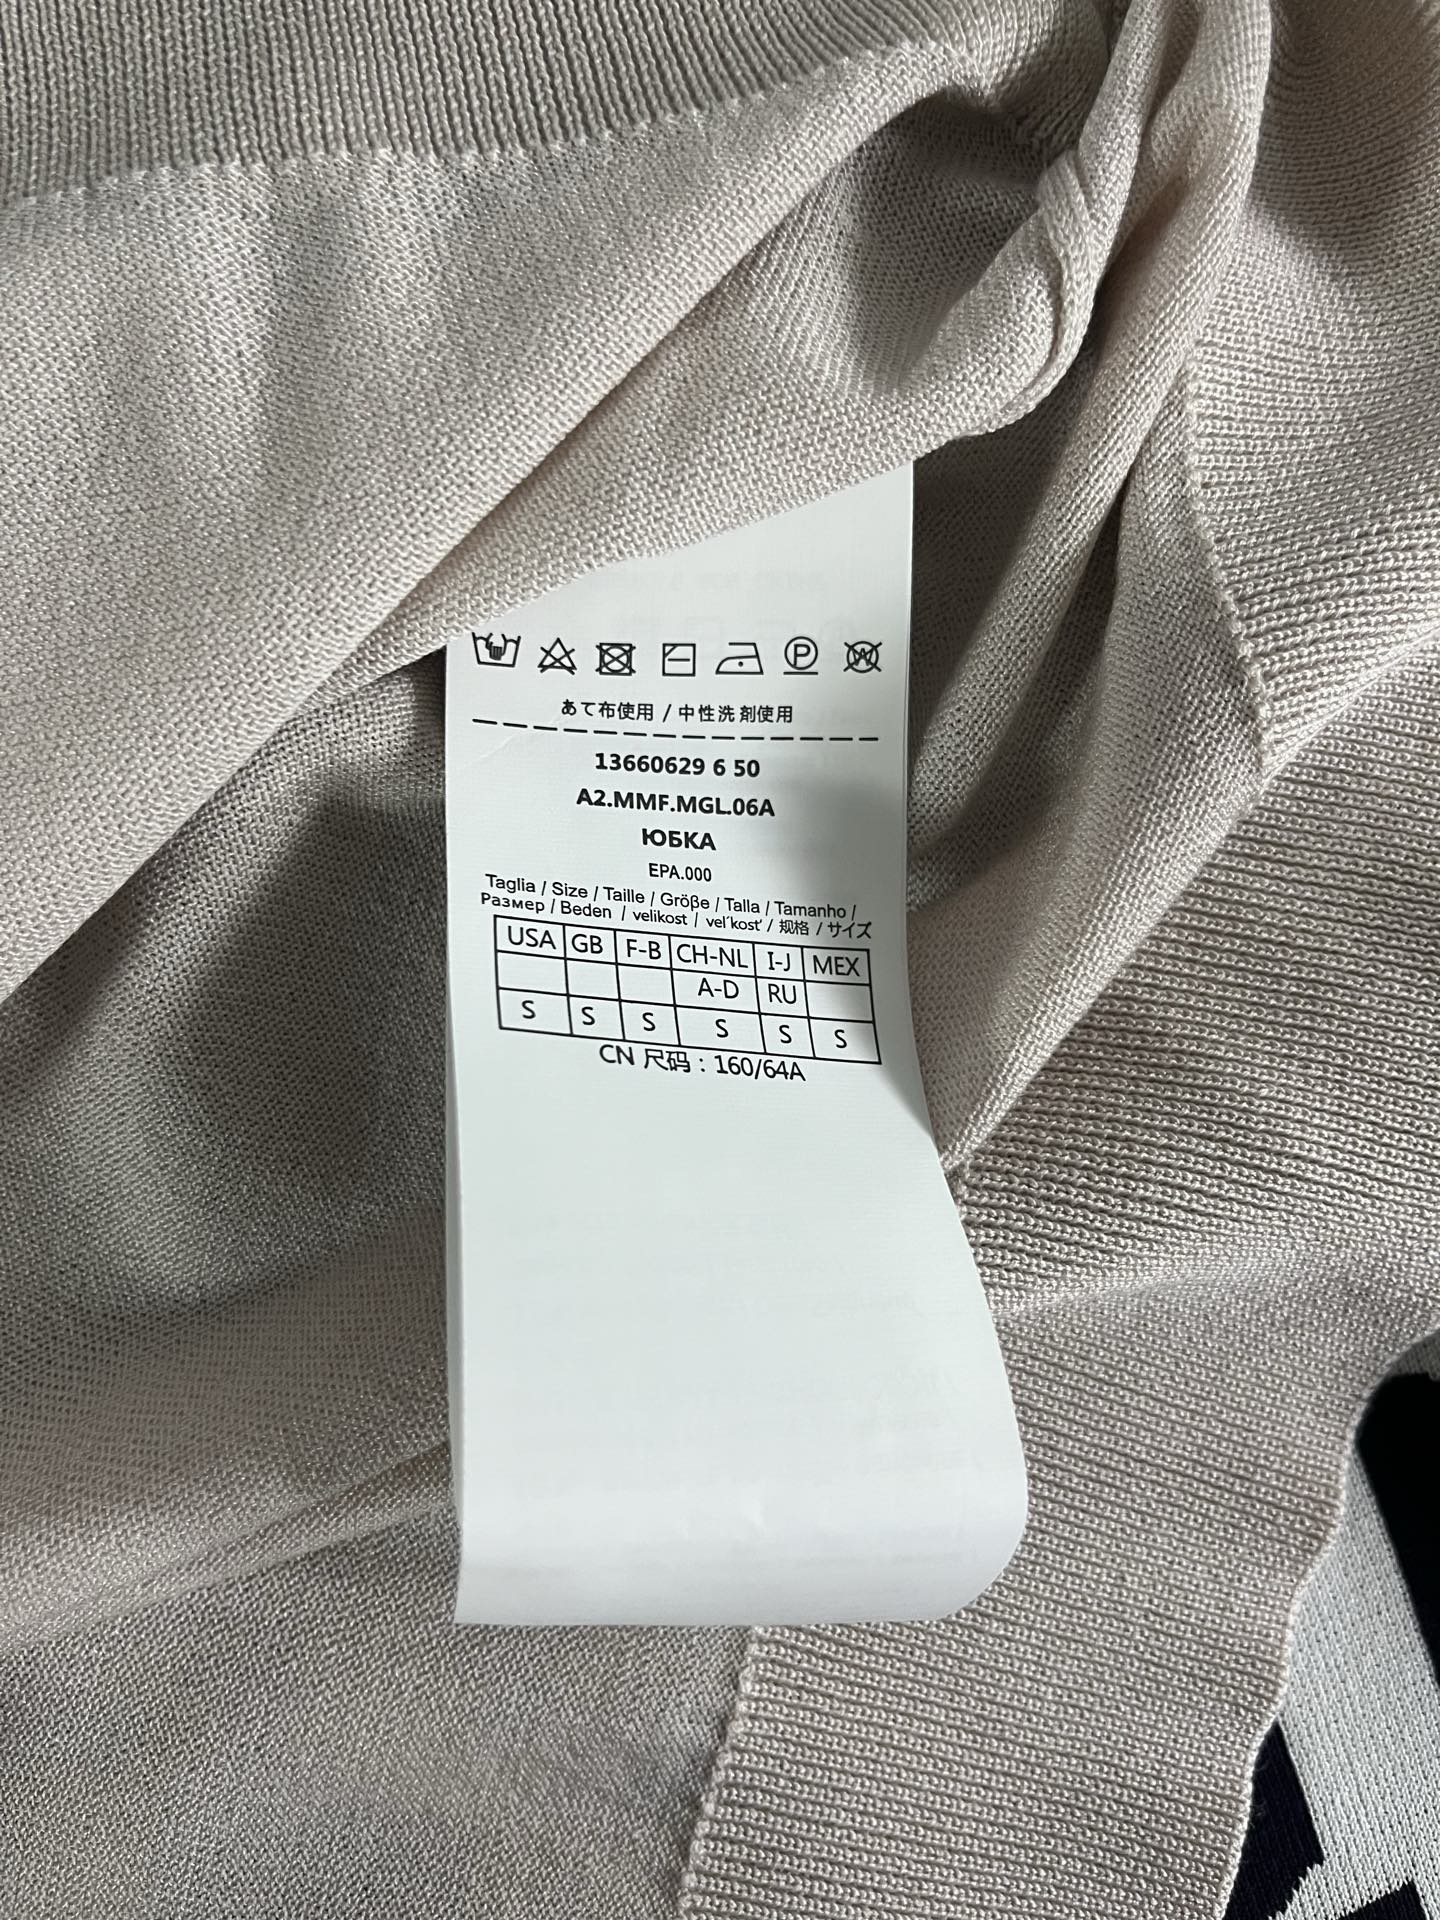 あて布使用 / 中性洗剤使用
13660629 6 50
A2.MMF.MGL.06A
ЮБКА
EPA.000
Taglia / Size / Taille / Größe / Talla / Tamanho /
Размер / Beden / velikost / vel'kost' / 规格 / サイズ
USA GB F-B CH-NL I-J MEX
A-D RU
S S S S S S
CN 尺码：160/64A